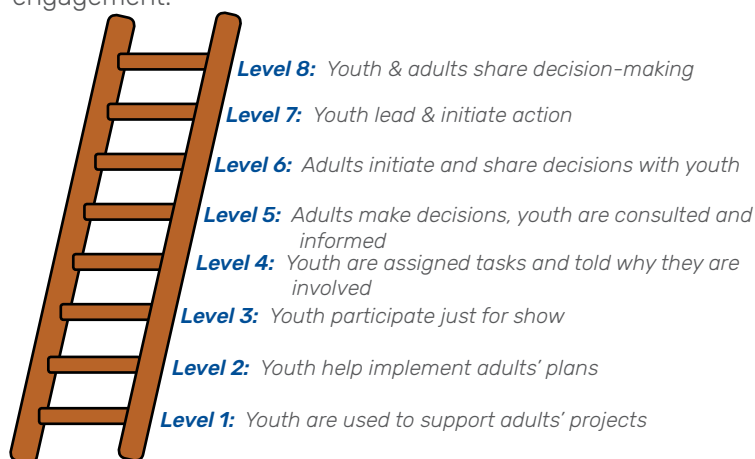 engagement.
Level 8: Youth & adults share decision-making
Level 7: Youth lead & initiate action
Level 6: Adults initiate and share decisions with youth
Level 5: Adults make decisions, youth are consulted and
informed
Level 4: Youth are assigned tasks and told why they are
involved
Level 3: Youth participate just for show
Level 2: Youth help implement adults’ plans
Level 1: Youth are used to support adults’ projects